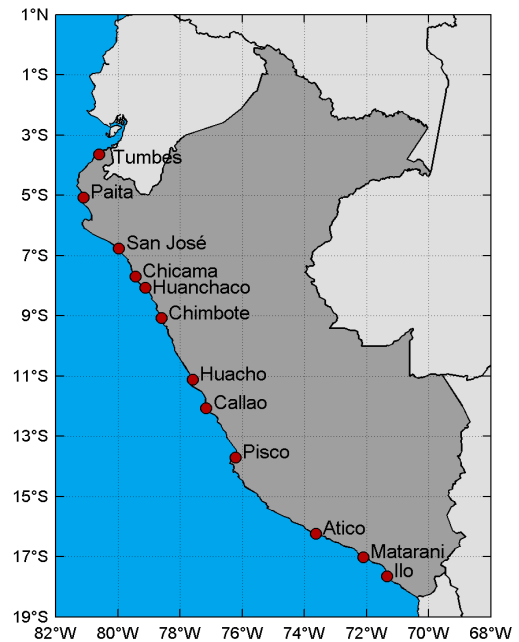 1°N
1°S
3°S
Tumbes
5°S
Paita
San José
7°S
Chicama
Huanchaco
9°S
Chimbote
11°S
Huacho
Callao
13°S
Pisco
15°S
Atico
Matarani
17°S
Ilo
19°S
82°W 80°W 78°W 76°W 74°W 72°W 70°W 68°W